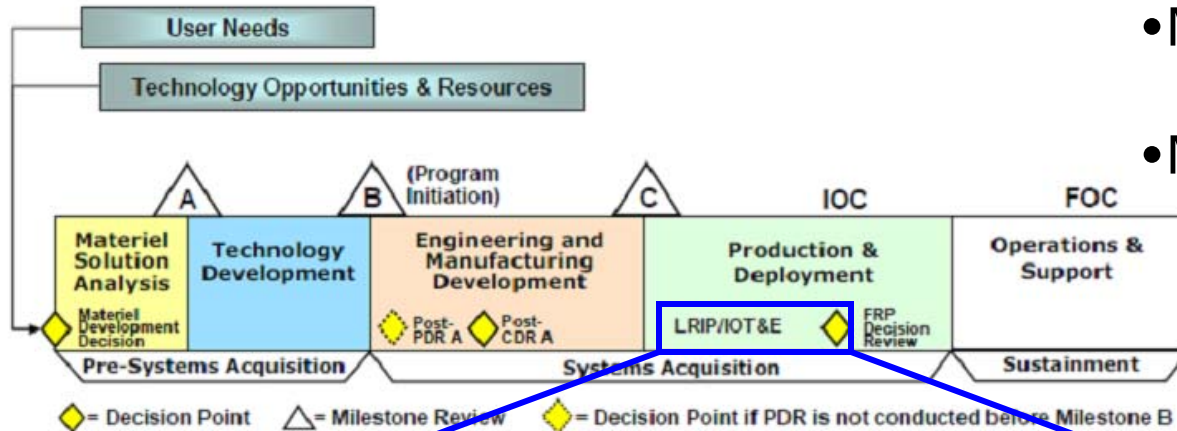 User Needs
Technology Opportunities & Resources
A
B
(Program
Initiation)
C
IOC
FOC
Materiel
Solution
Analysis
Technology
Development
Engineering and
Manufacturing
Development
Production &
Deployment
Operations &
Support
Materiel
Development
Decision
Post-
PDR A
Post-
CDR A
LRIP/IOT&E
FRP
Decision
Review
Pre-Systems Acquisition
Systems Acquisition
Sustainment
= Decision Point
= Milestone Review
= Decision Point if PDR is not conducted before Milestone B